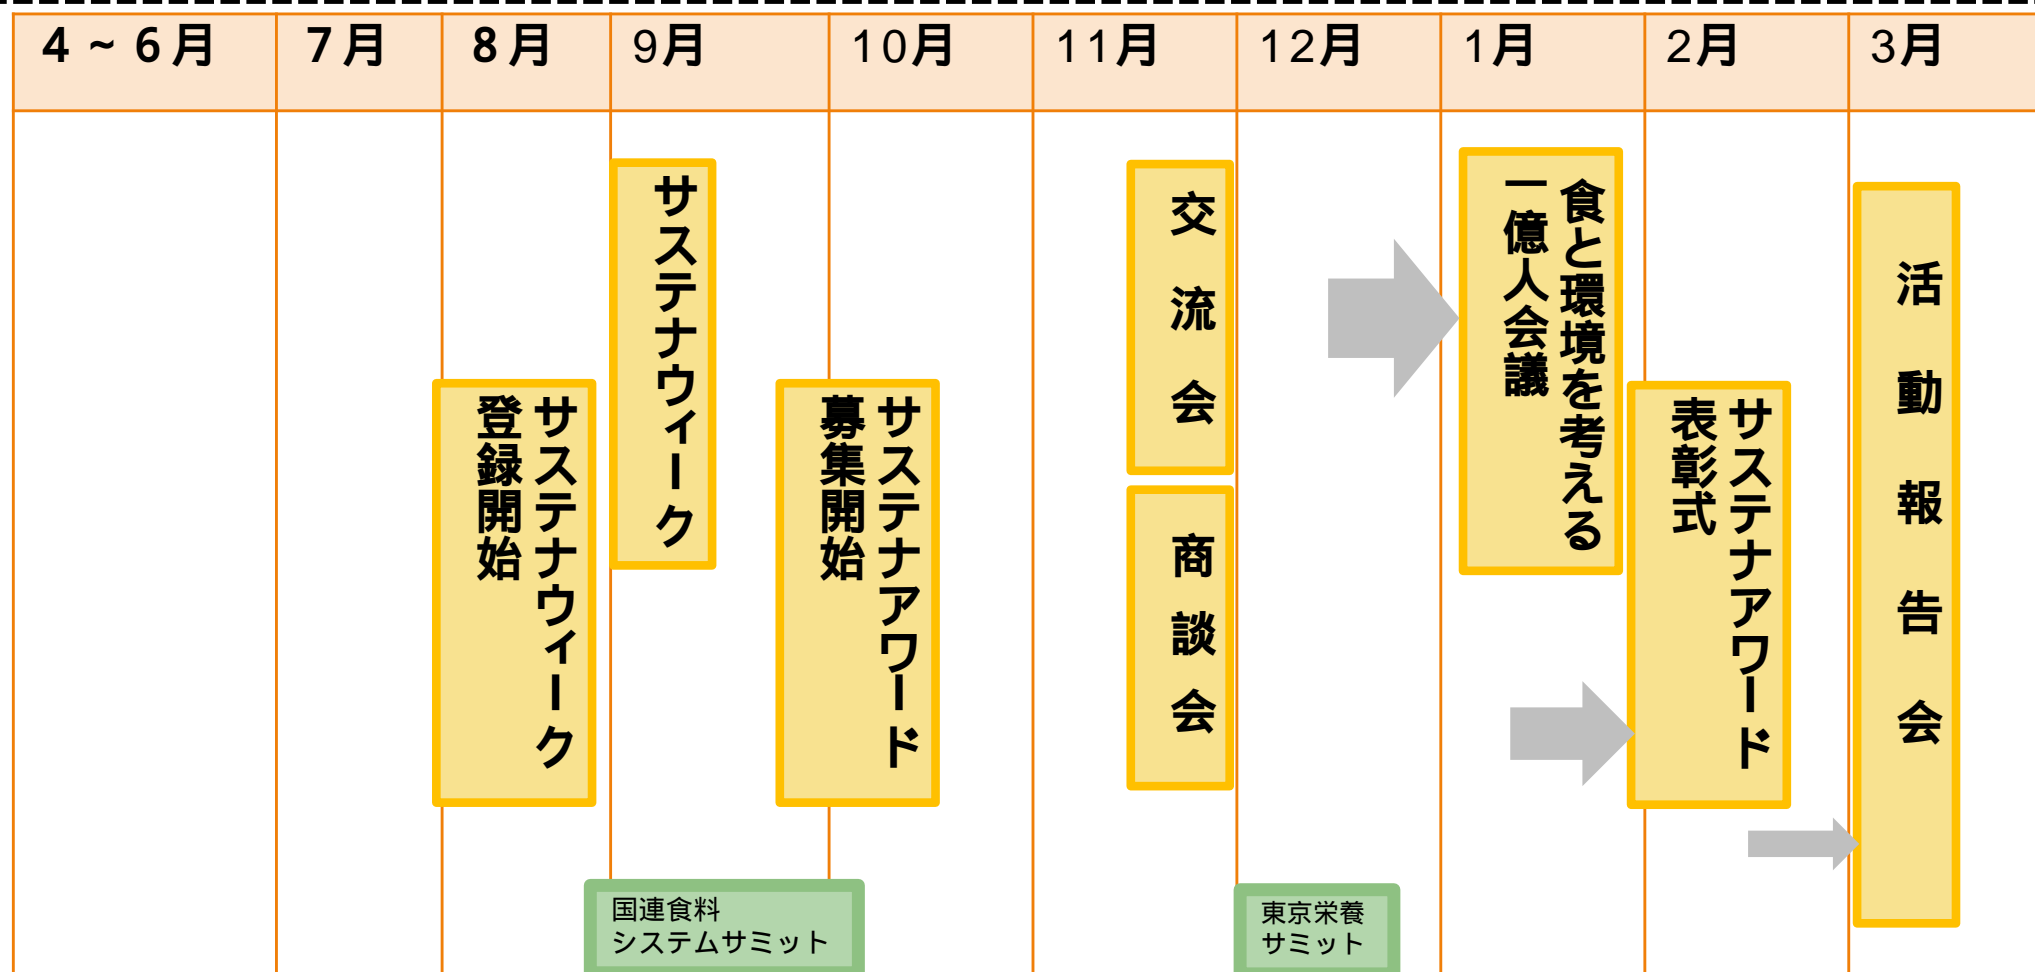 4~6月
7月
8月
9月
10月
11月
12月
1月
2月
3月
サステナウィーク
登録開始
サステナウィーク
サステナアワード
募集開始
交流会
商談会
食と環境を考える
一億人会議
サステナアワード
表彰式
活動報告会
国連食料
システムサミット
東京栄養
サミット